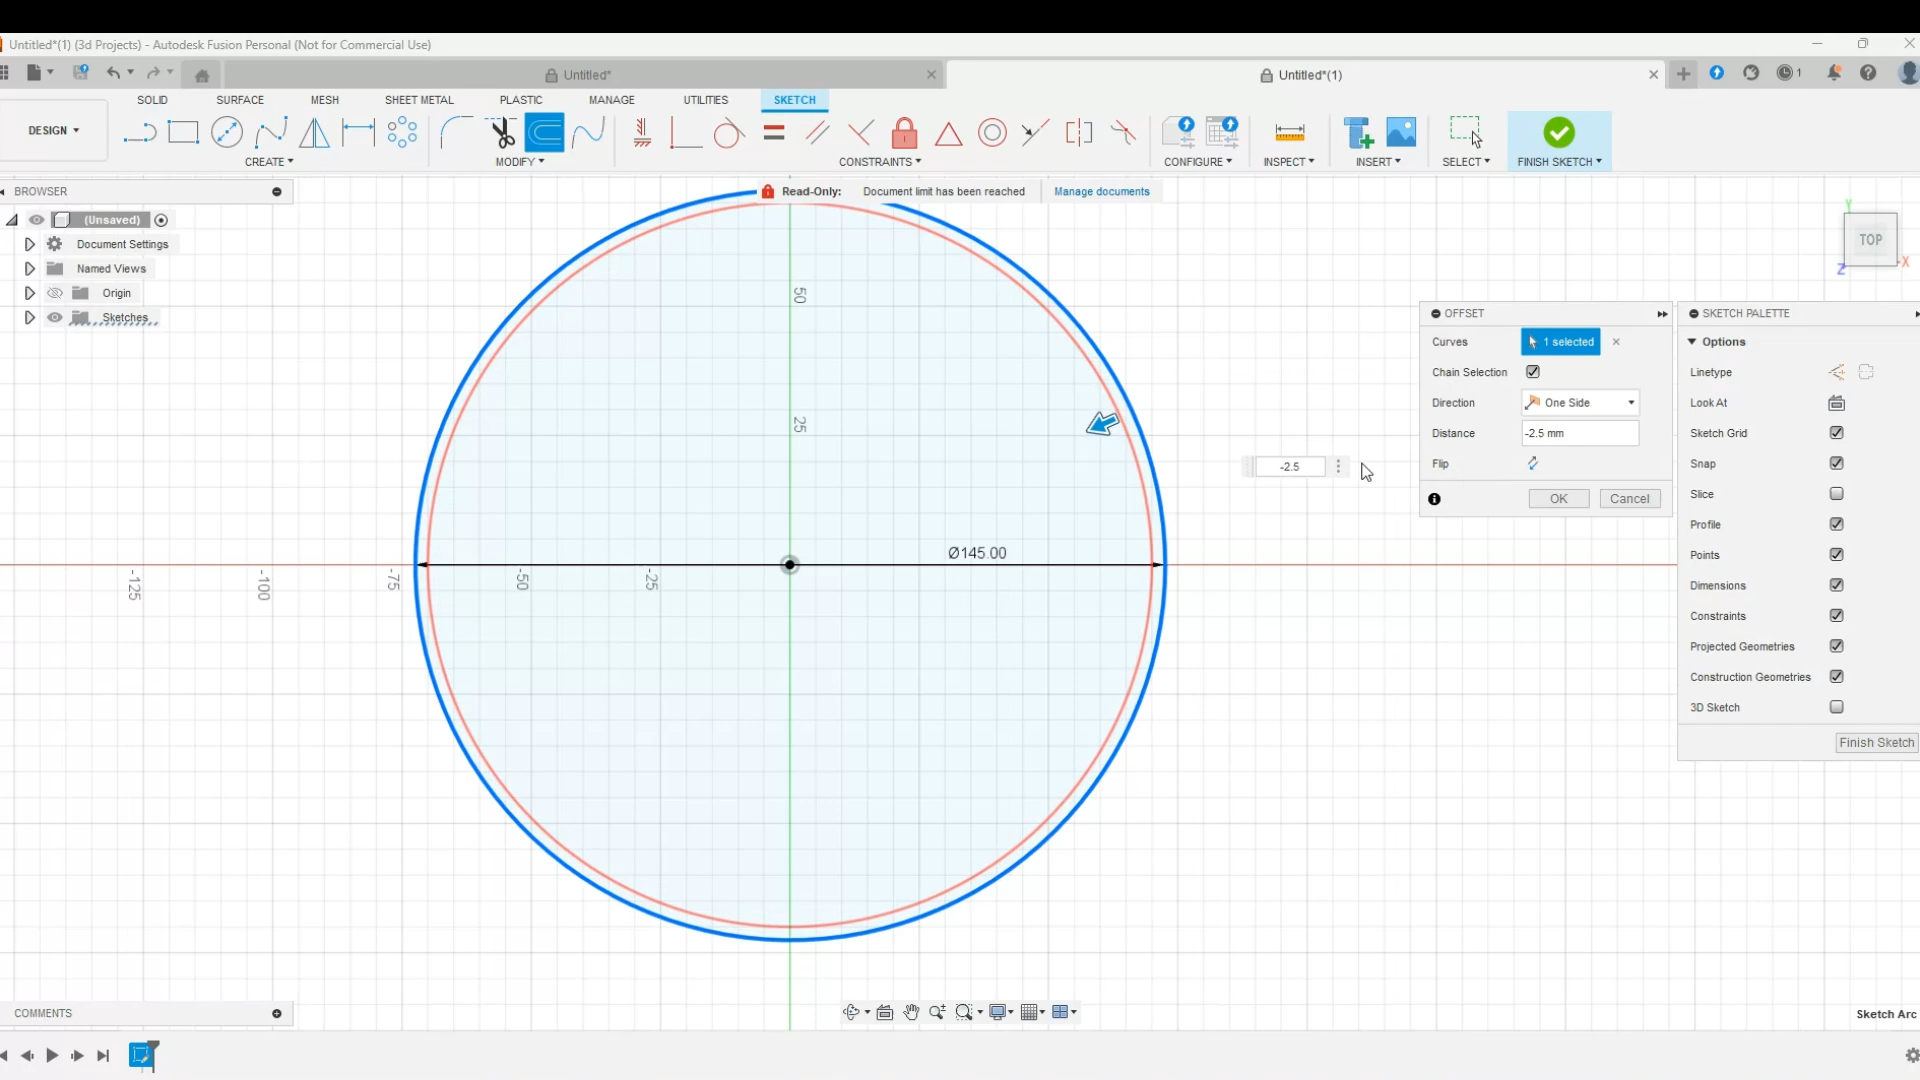 Untitled*(1) (3d Projects) - Autodesk Fusion Personal (Not for Commercial Use)
Untitled*
Untitled*(1)
1
SOLID
SURFACE
MESH
SHEET METAL
PLASTIC
MANAGE
UTILITIES
SKETCH
DESIGN
CREATE
MODIFY
CONSTRAINTS
CONFIGURE
INSPECT
INSERT
SELECT
FINISH SKETCH
BROWSER
Read-Only: Document limit has been reached Manage documents
(Unsaved)
Document Settings
Named Views
Origin
Sketches
Y
TOP
X
Z
50
25
-125
-100
-75
-50
-25
Ø145.00
-2.5
OFFSET
Curves 1 selected
Chain Selection
Direction One Side
Distance -2.5 mm
Flip
OK Cancel
SKETCH PALETTE
Options
Linetype
Look At
Sketch Grid
Snap
Slice
Profile
Points
Dimensions
Constraints
Projected Geometries
Construction Geometries
3D Sketch
Finish Sketch
COMMENTS
Sketch Arc